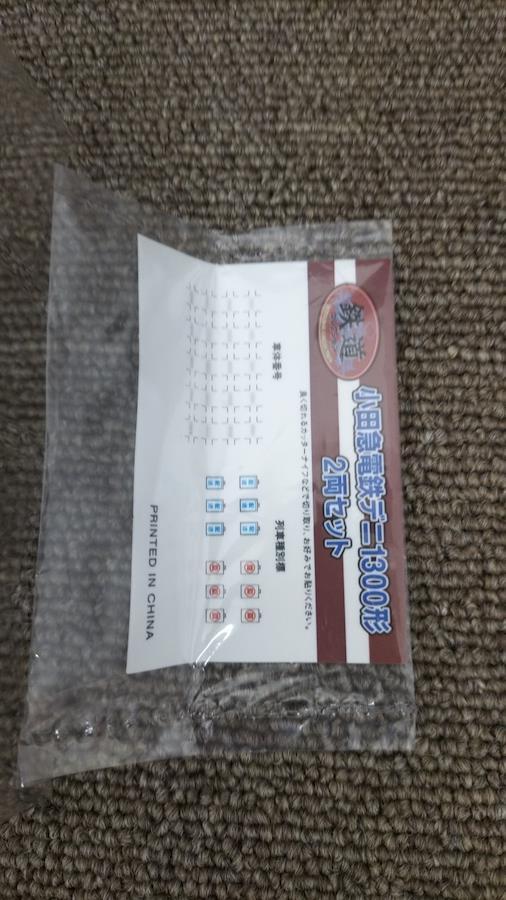 鉄道
小田急電鉄デニ1300形
2両セット
良く切れるカッターナイフなどで切り取り、お好みでお貼りください。
車体番号
列車種別標
PRINTED IN CHINA